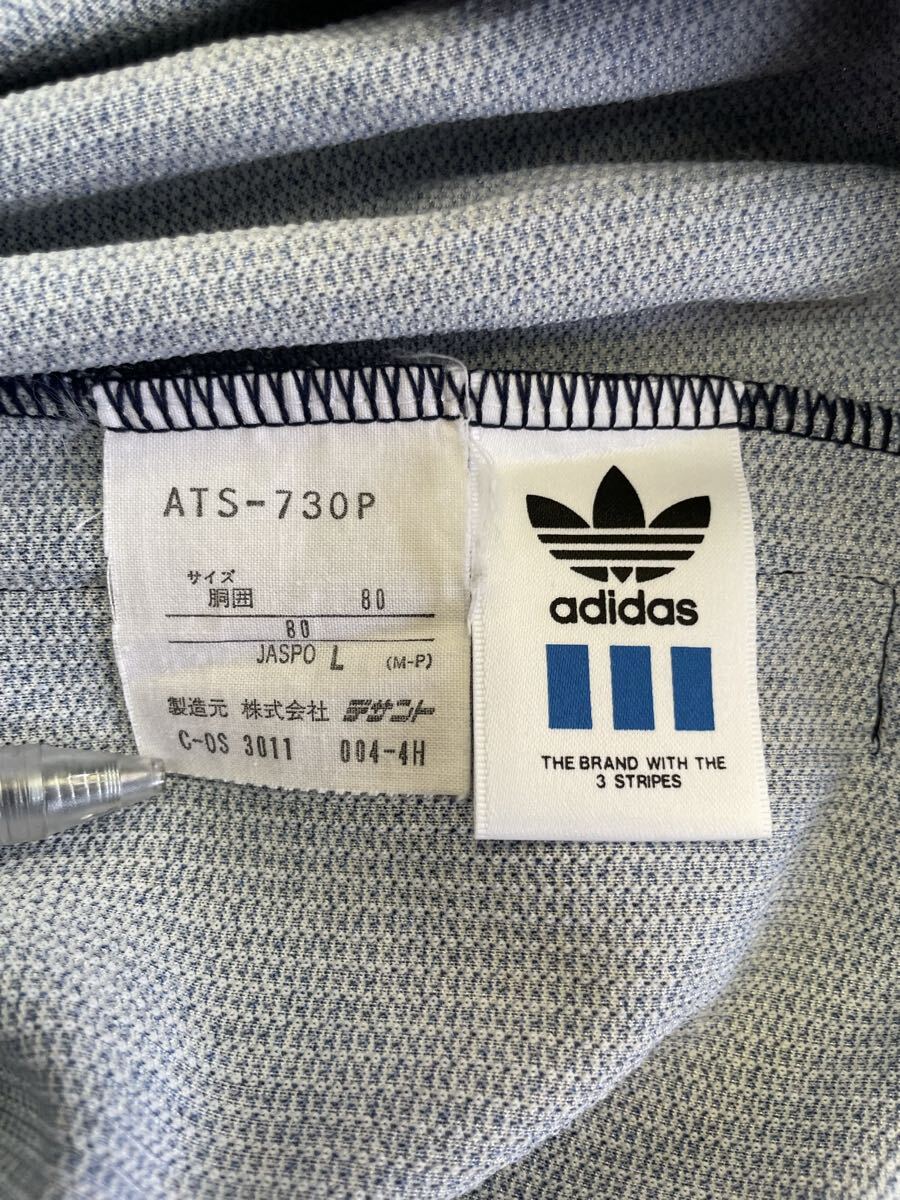 ATS-730P
サイズ
胴囲 80
80
JASPO L (M-P)
製造元 株式会社 デサント
C-OS 3011 004-4H
adidas
THE BRAND WITH THE
3 STRIPES